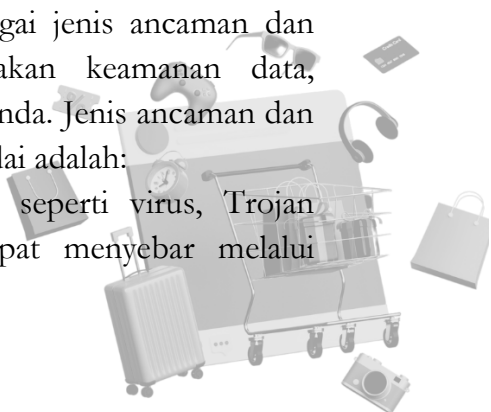 gai jenis ancaman dan
akan keamanan data,
nda. Jenis ancaman dan
lai adalah:
seperti virus, Trojan
pat menyebar melalui